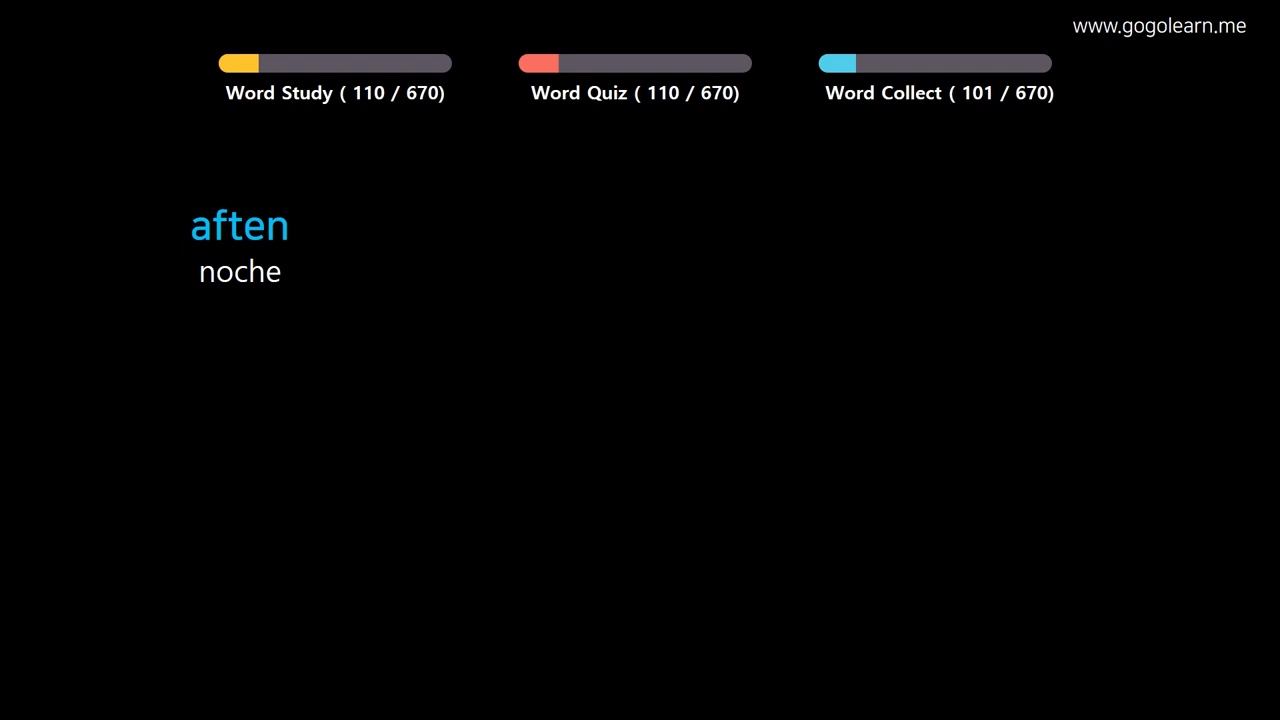 www.gogolearn.me
Word Study ( 110 / 670)
Word Quiz ( 110 / 670)
Word Collect ( 101 / 670)
aften
noche